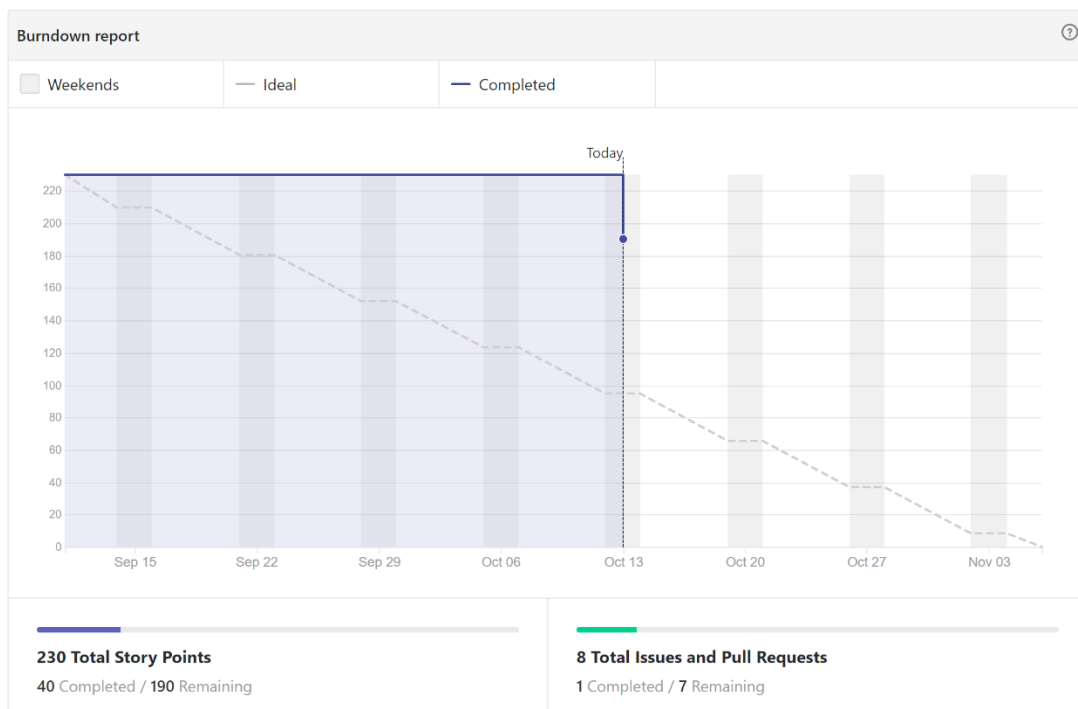 Burndown report
?
Weekends
Ideal
Completed
Today
220
200
180
160
140
120
100
80
60
40
20
0
Sep 15 Sep 22 Sep 29 Oct 06 Oct 13 Oct 20 Oct 27 Nov 03
230 Total Story Points
40 Completed / 190 Remaining
8 Total Issues and Pull Requests
1 Completed / 7 Remaining